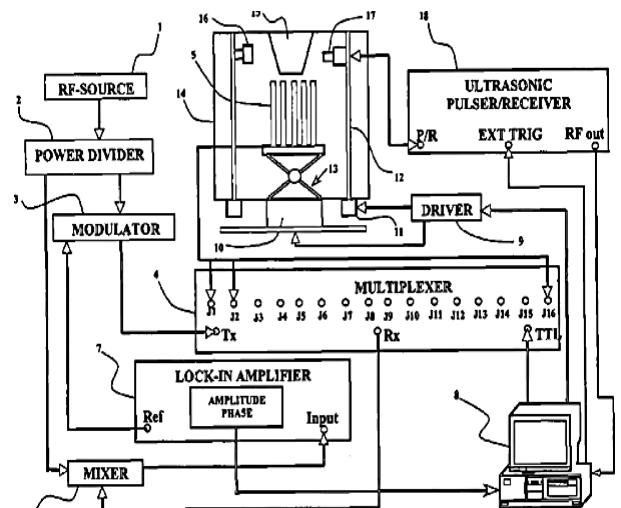 1
16
15
17
18
RF-SOURCE
5
ULTRASONIC
PULSER/RECEIVER
2
14
P/R
EXT TRIG
RF out
POWER DIVIDER
13
12
3
MODULATOR
DRIVER
10
11
9
4
MULTIPLEXER
J1 J2 J3 J4 J5 J6 J7 J8 J9 J10 J11 J12 J13 J14 J15 J16
Tx
Rx
TTL
7
LOCK-IN AMPLIFIER
8
AMPLITUDE
PHASE
Ref
Input
MIXER